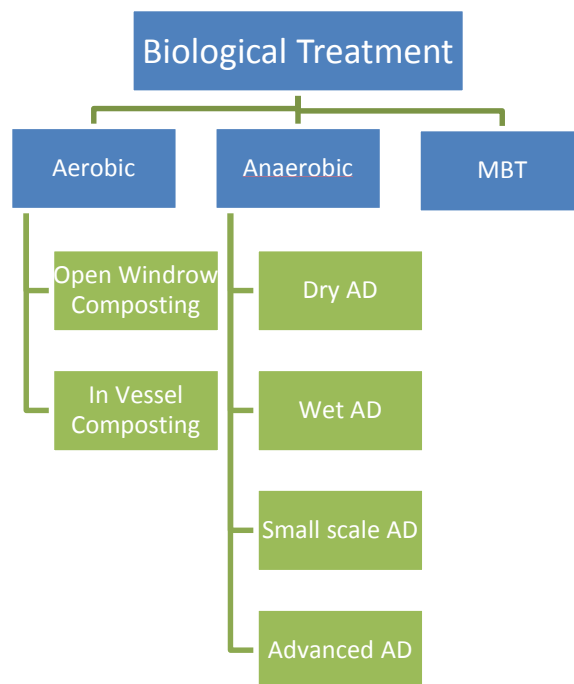 Biological Treatment
Aerobic
Anaerobic
MBT
Open Windrow
Composting
In Vessel
Composting
Dry AD
Wet AD
Small scale AD
Advanced AD